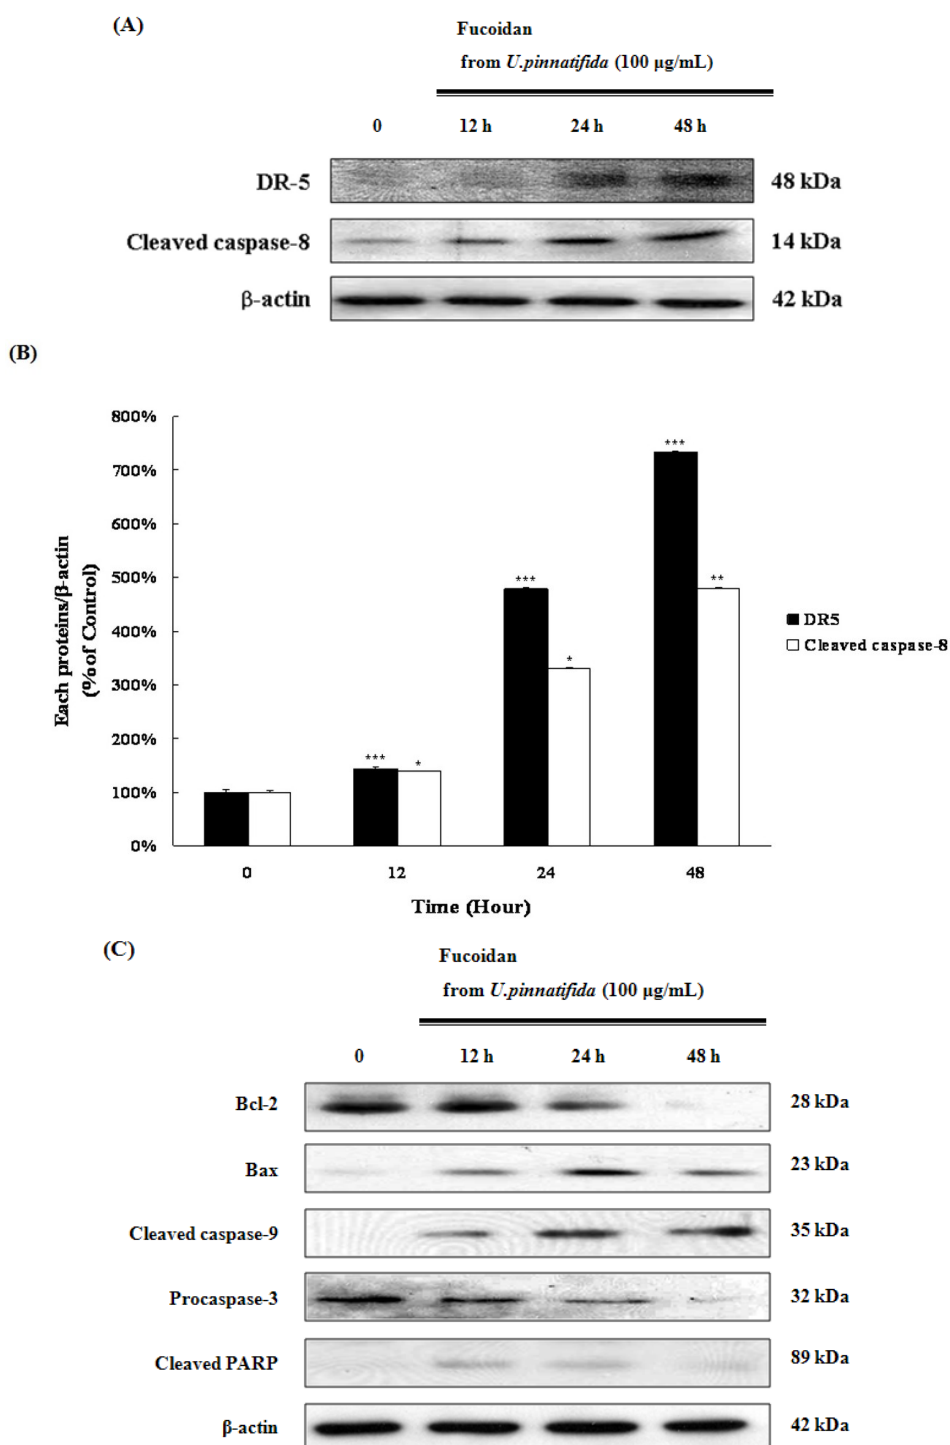 (A)
Fucoidan
from U.pinnatifida (100 µg/mL)
0 12 h 24 h 48 h
DR-5 48 kDa
Cleaved caspase-8 14 kDa
β-actin 42 kDa
(B)
800%
700%
600%
500%
400%
300%
200%
100%
0%
Each proteins/β-actin
(% of Control)
*** *
*** *
*** **
DR5
Cleaved caspase-8
0 12 24 48
Time (Hour)
(C)
Fucoidan
from U.pinnatifida (100 µg/mL)
0 12 h 24 h 48 h
Bcl-2 28 kDa
Bax 23 kDa
Cleaved caspase-9 35 kDa
Procaspase-3 32 kDa
Cleaved PARP 89 kDa
β-actin 42 kDa